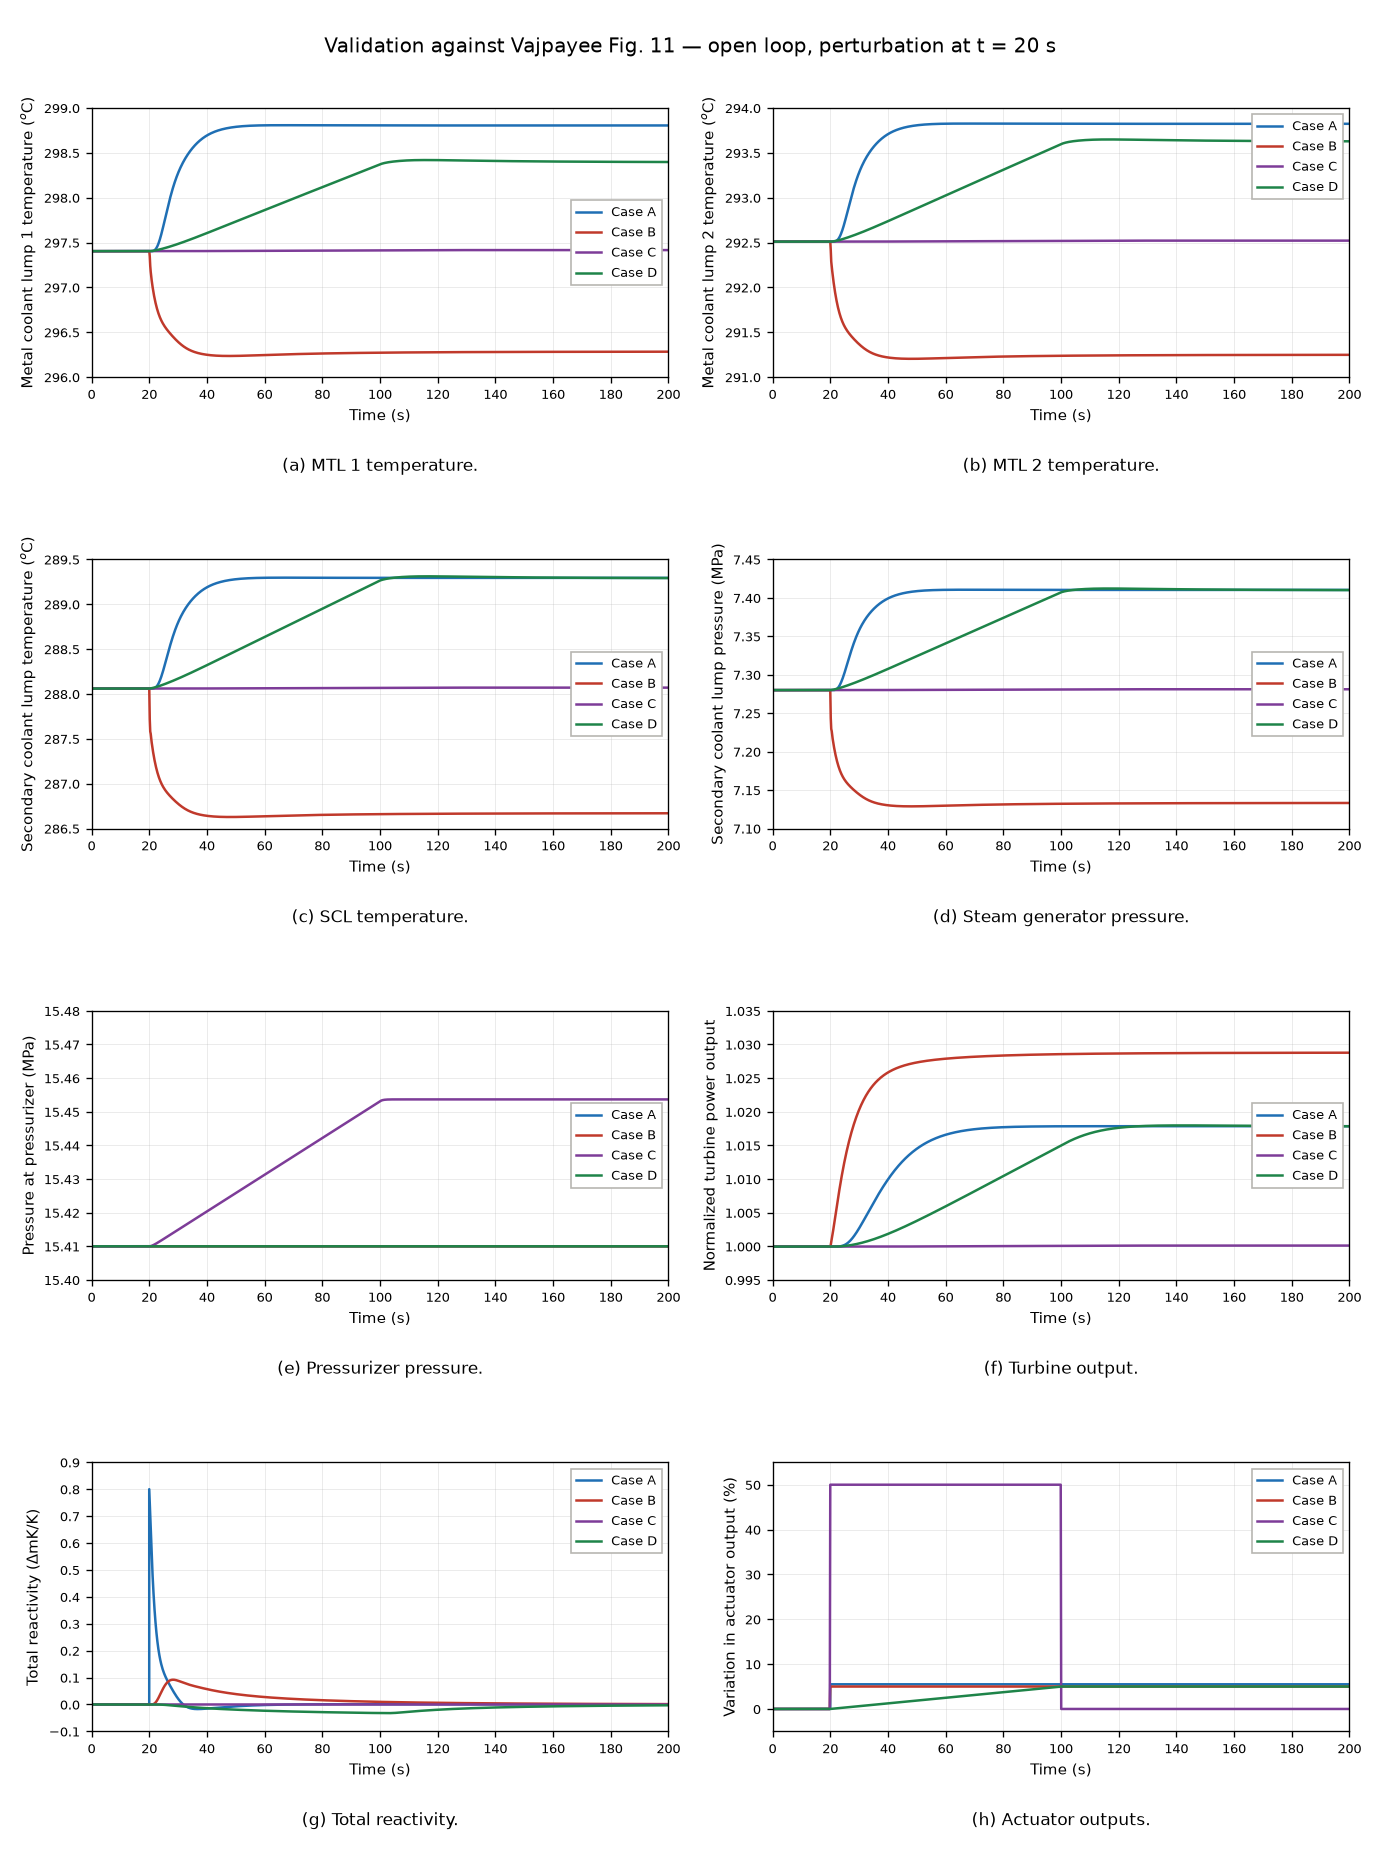 Validation against Vajpayee Fig. 11 — open loop, perturbation at t = 20 s
Metal coolant lump 1 temperature (°C)
299.0
298.5
298.0
297.5
297.0
296.5
296.0
0 20 40 60 80 100 120 140 160 180 200
Time (s)
Case A
Case B
Case C
Case D
(a) MTL 1 temperature.
Metal coolant lump 2 temperature (°C)
294.0
293.5
293.0
292.5
292.0
291.5
291.0
0 20 40 60 80 100 120 140 160 180 200
Time (s)
Case A
Case B
Case C
Case D
(b) MTL 2 temperature.
Secondary coolant lump temperature (°C)
289.5
289.0
288.5
288.0
287.5
287.0
286.5
0 20 40 60 80 100 120 140 160 180 200
Time (s)
Case A
Case B
Case C
Case D
(c) SCL temperature.
Secondary coolant lump pressure (MPa)
7.45
7.40
7.35
7.30
7.25
7.20
7.15
7.10
0 20 40 60 80 100 120 140 160 180 200
Time (s)
Case A
Case B
Case C
Case D
(d) Steam generator pressure.
Pressure at pressurizer (MPa)
15.48
15.47
15.46
15.45
15.44
15.43
15.42
15.41
15.40
0 20 40 60 80 100 120 140 160 180 200
Time (s)
Case A
Case B
Case C
Case D
(e) Pressurizer pressure.
Normalized turbine power output
1.035
1.030
1.025
1.020
1.015
1.010
1.005
1.000
0.995
0 20 40 60 80 100 120 140 160 180 200
Time (s)
Case A
Case B
Case C
Case D
(f) Turbine output.
Total reactivity (ΔmK/K)
0.9
0.8
0.7
0.6
0.5
0.4
0.3
0.2
0.1
0.0
−0.1
0 20 40 60 80 100 120 140 160 180 200
Time (s)
Case A
Case B
Case C
Case D
(g) Total reactivity.
Variation in actuator output (%)
50
40
30
20
10
0
0 20 40 60 80 100 120 140 160 180 200
Time (s)
Case A
Case B
Case C
Case D
(h) Actuator outputs.